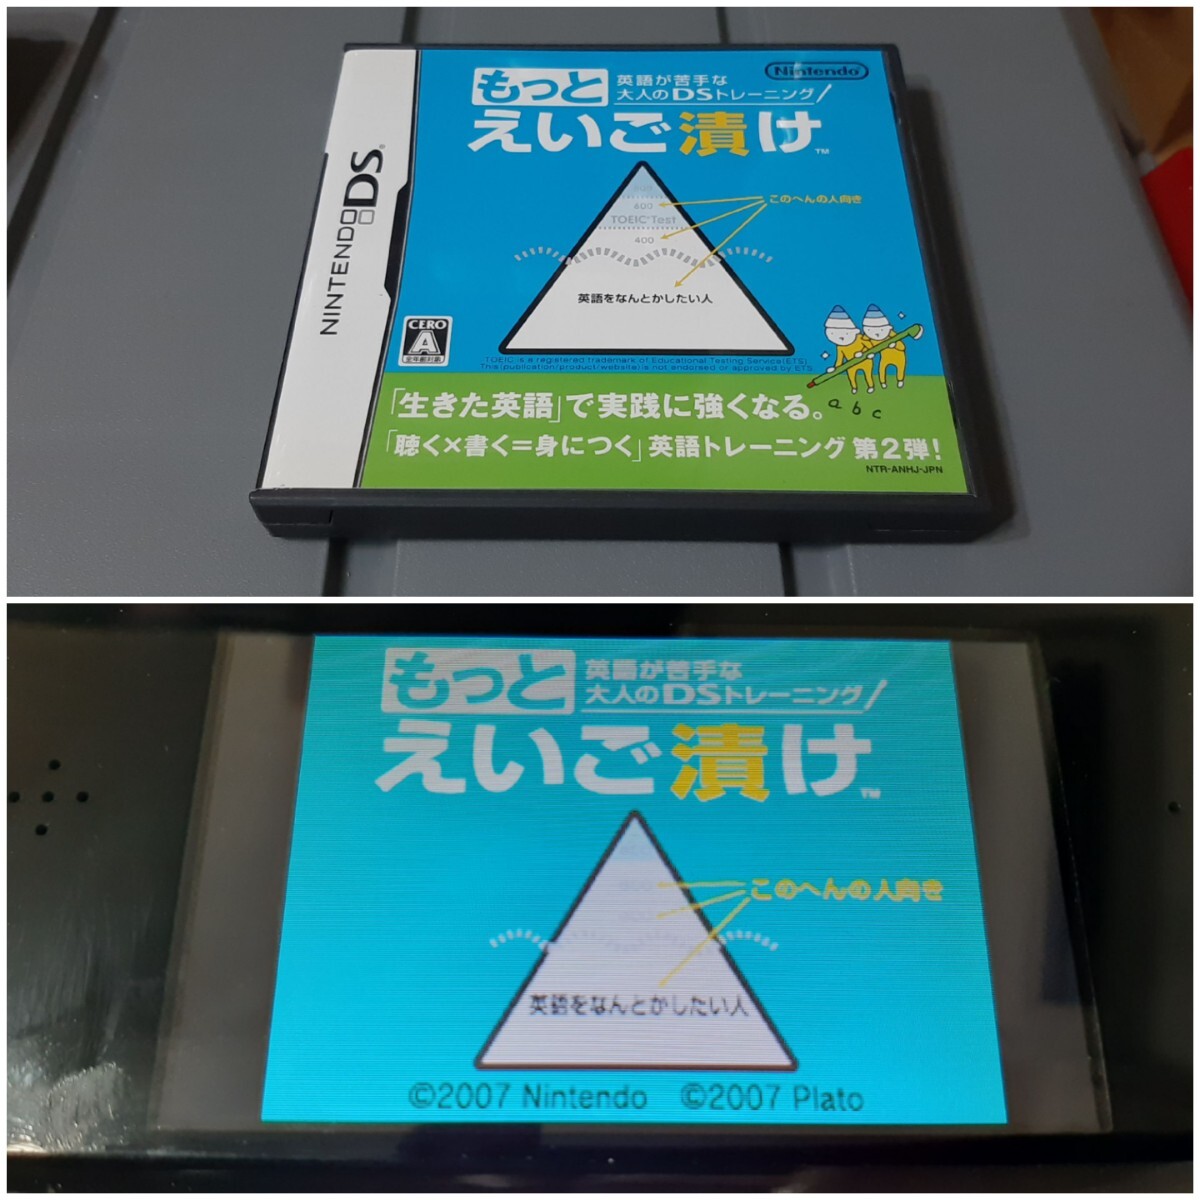 NINTENDO DS
Nintendo
もっと
英語が苦手な
大人のDSトレーニング
えいご漬け™
600
TOEIC® Test
400
このへんの人向き
英語をなんとかしたい人
CERO
A
全年齢対象
TOEIC is a registered trademark of Educational Testing Service (ETS).
This publication/product/website is not endorsed or approved by ETS.
abc
「生きた英語」で実践に強くなる。
「聴く×書く=身につく」英語トレーニング 第2弾!
NTR-ANHJ-JPN
もっと
英語が苦手な
大人のDSトレーニング
えいご漬け™
このへんの人向き
英語をなんとかしたい人
©2007 Nintendo ©2007 Plato